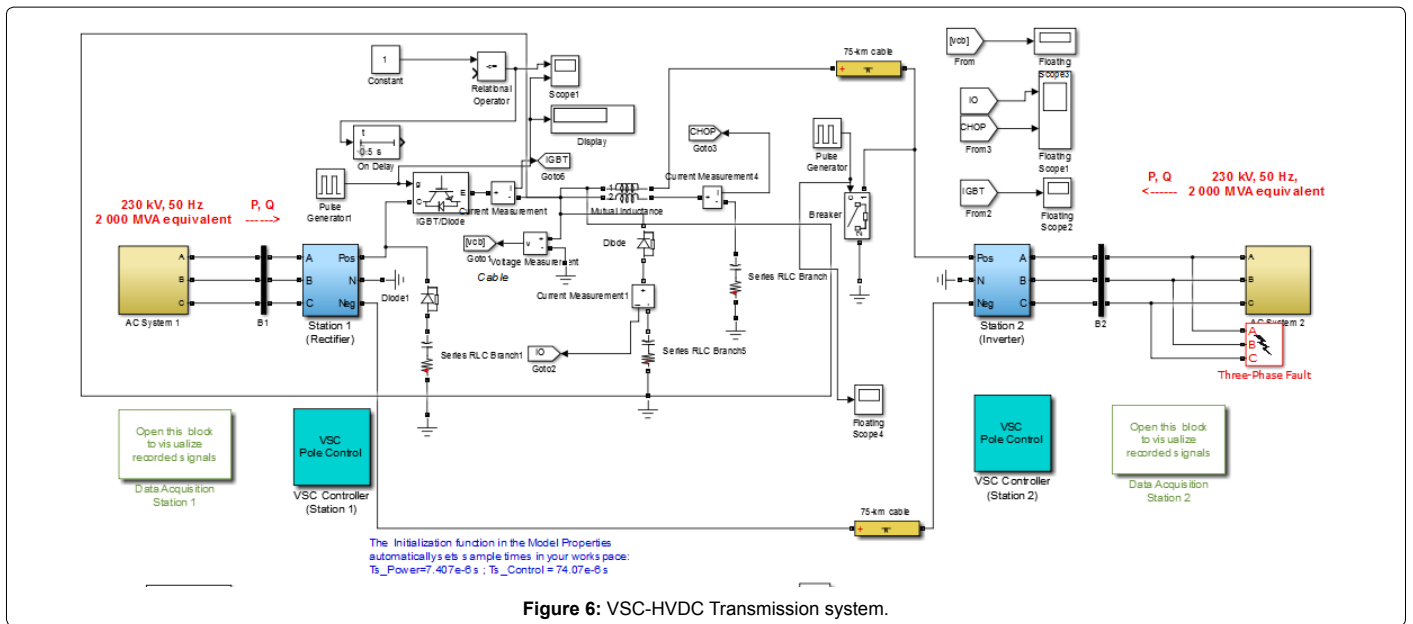 1
Constant
<=
Relational
Operator
Scope1
t
-0.5 s
On Delay
Display
Pulse
Generator1
g
C
E
IGBT/Diode
IGBT
Goto6
Current Measurement
1
2
Mutual Inductance
CHOP
Goto3
Current Measurement4
75-km cable
Pulse
Generator
Breaker
[vcb]
From
Floating
Scope3
IO
CHOP
From3
Floating
Scope1
IGBT
From2
Floating
Scope2
230 kV, 50 Hz
2 000 MVA equivalent
P, Q
------>
P, Q
<------
230 kV, 50 Hz,
2 000 MVA equivalent
A
B
C
AC System 1
B1
A
B
C
Pos
N
Neg
Station 1
(Rectifier)
Diode1
Series RLC Branch1
[vcb]
Goto1
v
Voltage Measurement
Cable
Diode
Current Measurement1
IO
Goto2
Series RLC Branch5
Series RLC Branch
Floating
Scope4
Pos
N
Neg
A
B
C
Station 2
(Inverter)
B2
A
B
C
AC System 2
A
B
C
Three-Phase Fault
Open this block
to visualize
recorded signals
Data Acquisition
Station 1
VSC
Pole Control
VSC Controller
(Station 1)
VSC
Pole Control
VSC Controller
(Station 2)
Open this block
to visualize
recorded signals
Data Acquisition
Station 2
75-km cable
The Initialization function in the Model Properties
automatically sets sample times in your workspace:
Ts_Power=7.407e-6 s ; Ts_Control = 74.07e-6 s
Figure 6: VSC-HVDC Transmission system.